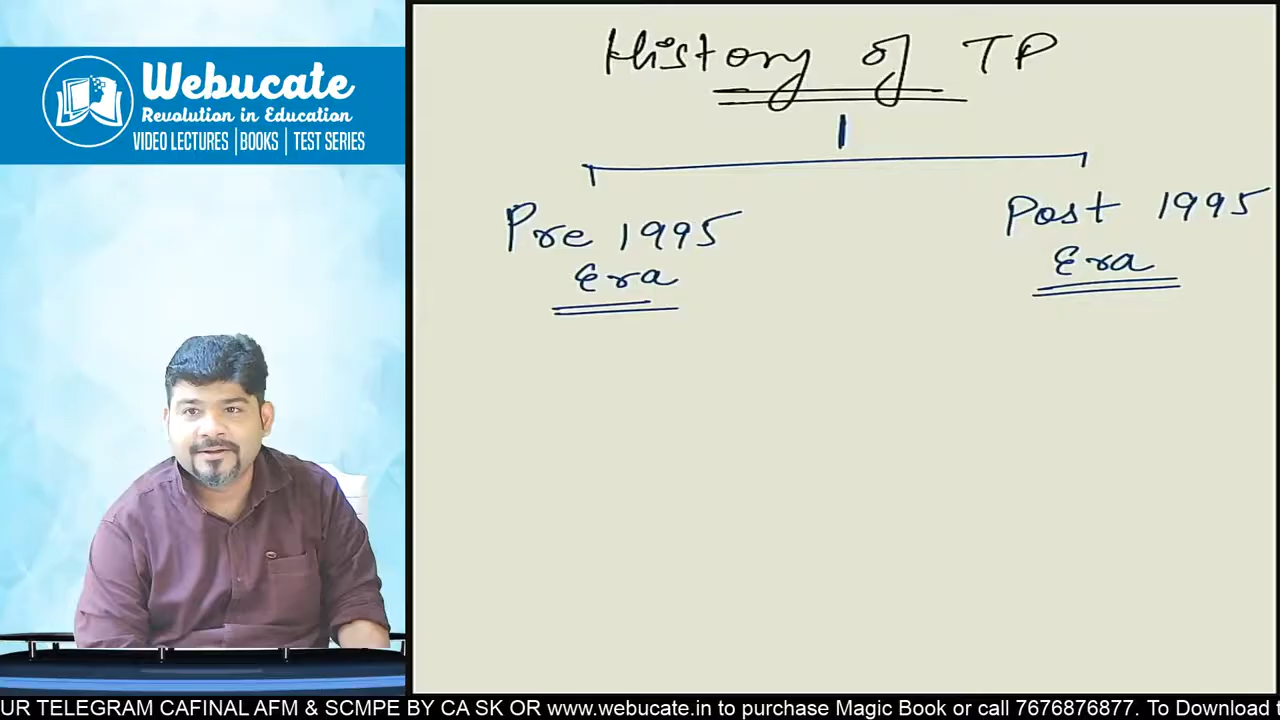 Webucate
Revolution in Education
VIDEO LECTURES | BOOKS | TEST SERIES
History of TP
Pre 1995
Era
Post 1995
Era
UR TELEGRAM CAFINAL AFM & SCMPE BY CA SK OR www.webucate.in to purchase Magic Book or call 7676876877. To Download t